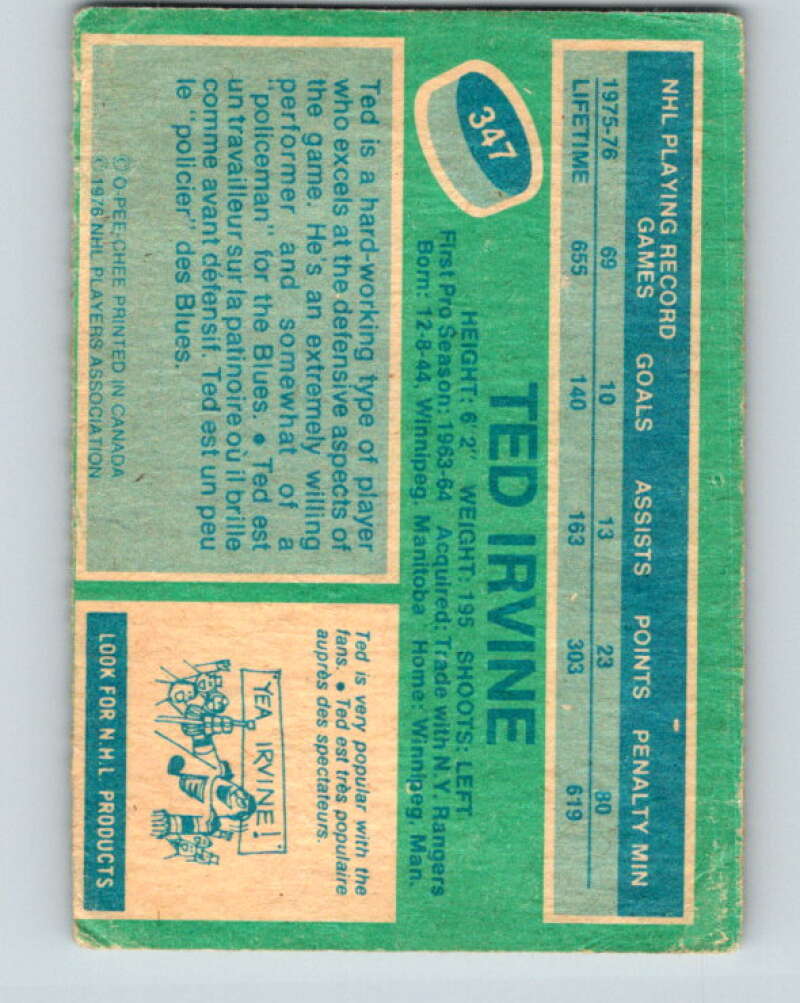 NHL PLAYING RECORD
GAMES GOALS ASSISTS POINTS PENALTY MIN
1975-76 69 10 13 23 80
LIFETIME 655 140 163 303 619
347
TED IRVINE
HEIGHT: 6'2' WEIGHT: 195 SHOOTS: LEFT
First Pro Season: 1963-64 Acquired: Trade with N.Y. Rangers
Born: 12-8-44, Winnipeg, Manitoba Home: Winnipeg, Man.
Ted is a hard-working type of player
who excels at the defensive aspects of
the game. He's an extremely willing
performer and somewhat of a
"policeman" for the Blues. • Ted est
un travailleur sur la patinoire où il brille
comme avant défensif. Ted est un peu
le "policier" des Blues.
© O-PEE-CHEE PRINTED IN CANADA
© 1976 NHL PLAYERS ASSOCIATION
Ted is very popular with the
fans. • Ted est très populaire
auprès des spectateurs.
YEA
IRVINE!
LOOK FOR N.H.L. PRODUCTS